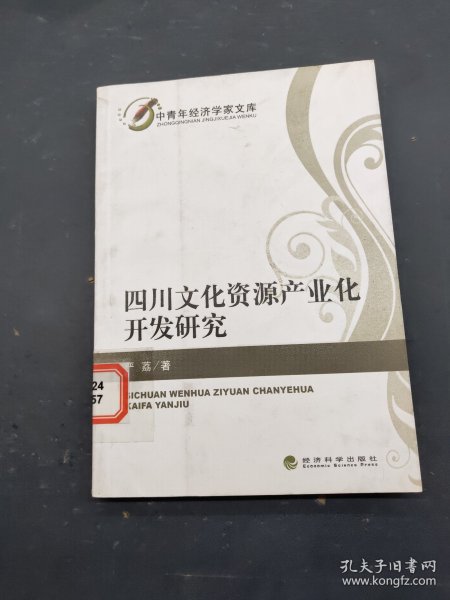 中青年经济学家文库
ZHONGQINGNIAN JINGJIXUEJIA WENKU
四川文化资源产业化
开发研究
荔/著
24
57
SICHUAN WENHUA ZIYUAN CHANYEHUA
KAIFA YANJIU
经济科学出版社
Economic Science Press
孔夫子旧书网
www.kongfz.com